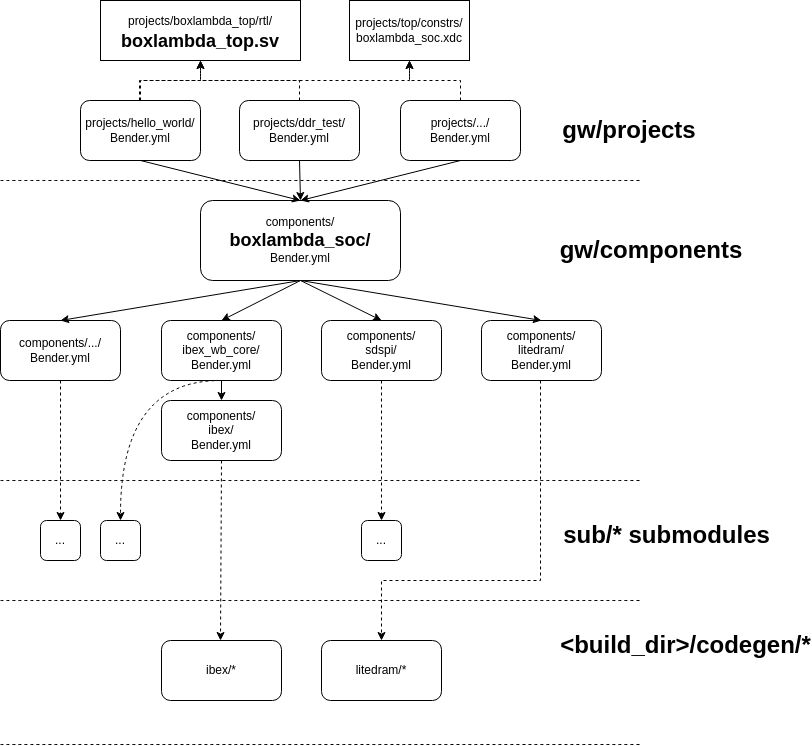 projects/boxlambda_top/rtl/
boxlambda_top.sv
projects/top/constrs/
boxlambda_soc.xdc
projects/hello_world/
Bender.yml
projects/ddr_test/
Bender.yml
projects/.../
Bender.yml
gw/projects
components/
boxlambda_soc/
Bender.yml
gw/components
components/.../
Bender.yml
components/
ibex_wb_core/
Bender.yml
components/
sdspi/
Bender.yml
components/
litedram/
Bender.yml
components/
ibex/
Bender.yml
...
...
...
sub/* submodules
<build_dir>/codegen/*
ibex/*
litedram/*